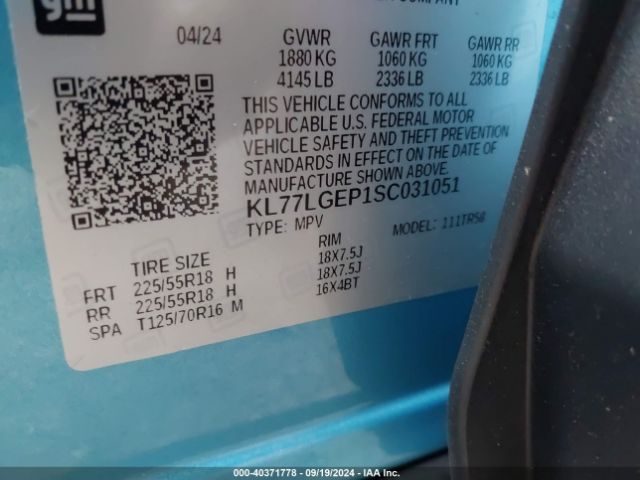 gm
COMPANY
04/24 GVWR GAWR FRT GAWR RR
1880 KG 1060 KG 1060 KG
4145 LB 2336 LB 2336 LB
THIS VEHICLE CONFORMS TO ALL
APPLICABLE U.S. FEDERAL MOTOR
VEHICLE SAFETY AND THEFT PREVENTION
STANDARDS IN EFFECT ON THE DATE OF
MANUFACTURE SHOWN ABOVE.
KL77LGEP1SC031051
TYPE: MPV MODEL: 111TR58
TIRE SIZE RIM
FRT 225/55R18 H 18X7.5J
RR 225/55R18 H 18X7.5J
SPA T125/70R16 M 16X4BT
000-40371778 - 09/19/2024 - IAA Inc.